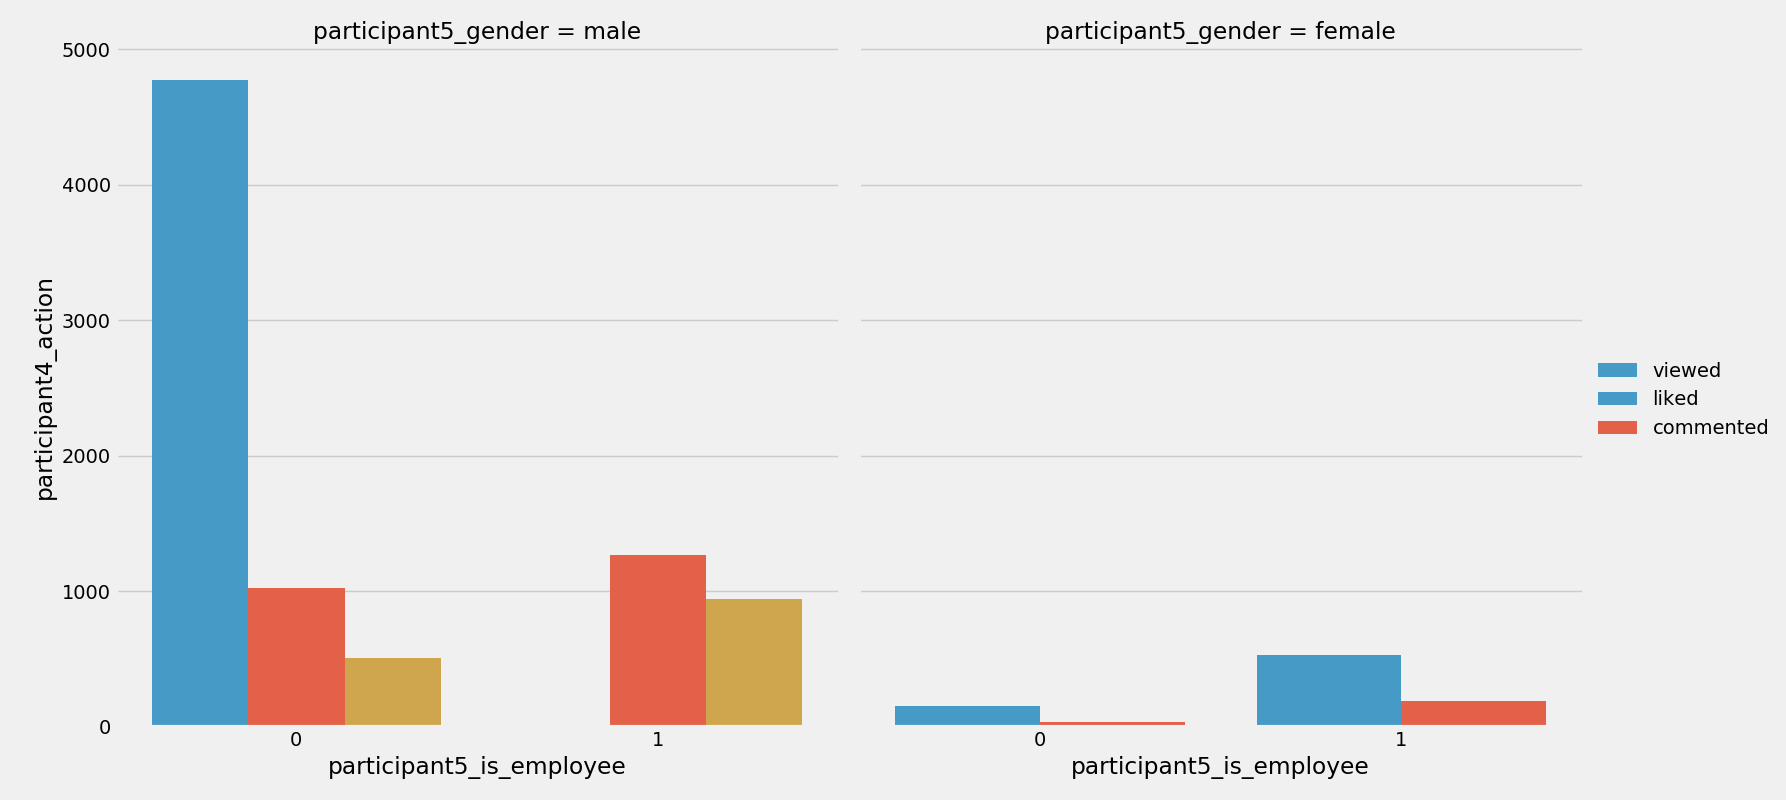 participant5_gender = male
participant5_gender = female
5000
4000
3000
2000
1000
0
participant4_action
0
1
0
1
participant5_is_employee
participant5_is_employee
viewed
liked
commented